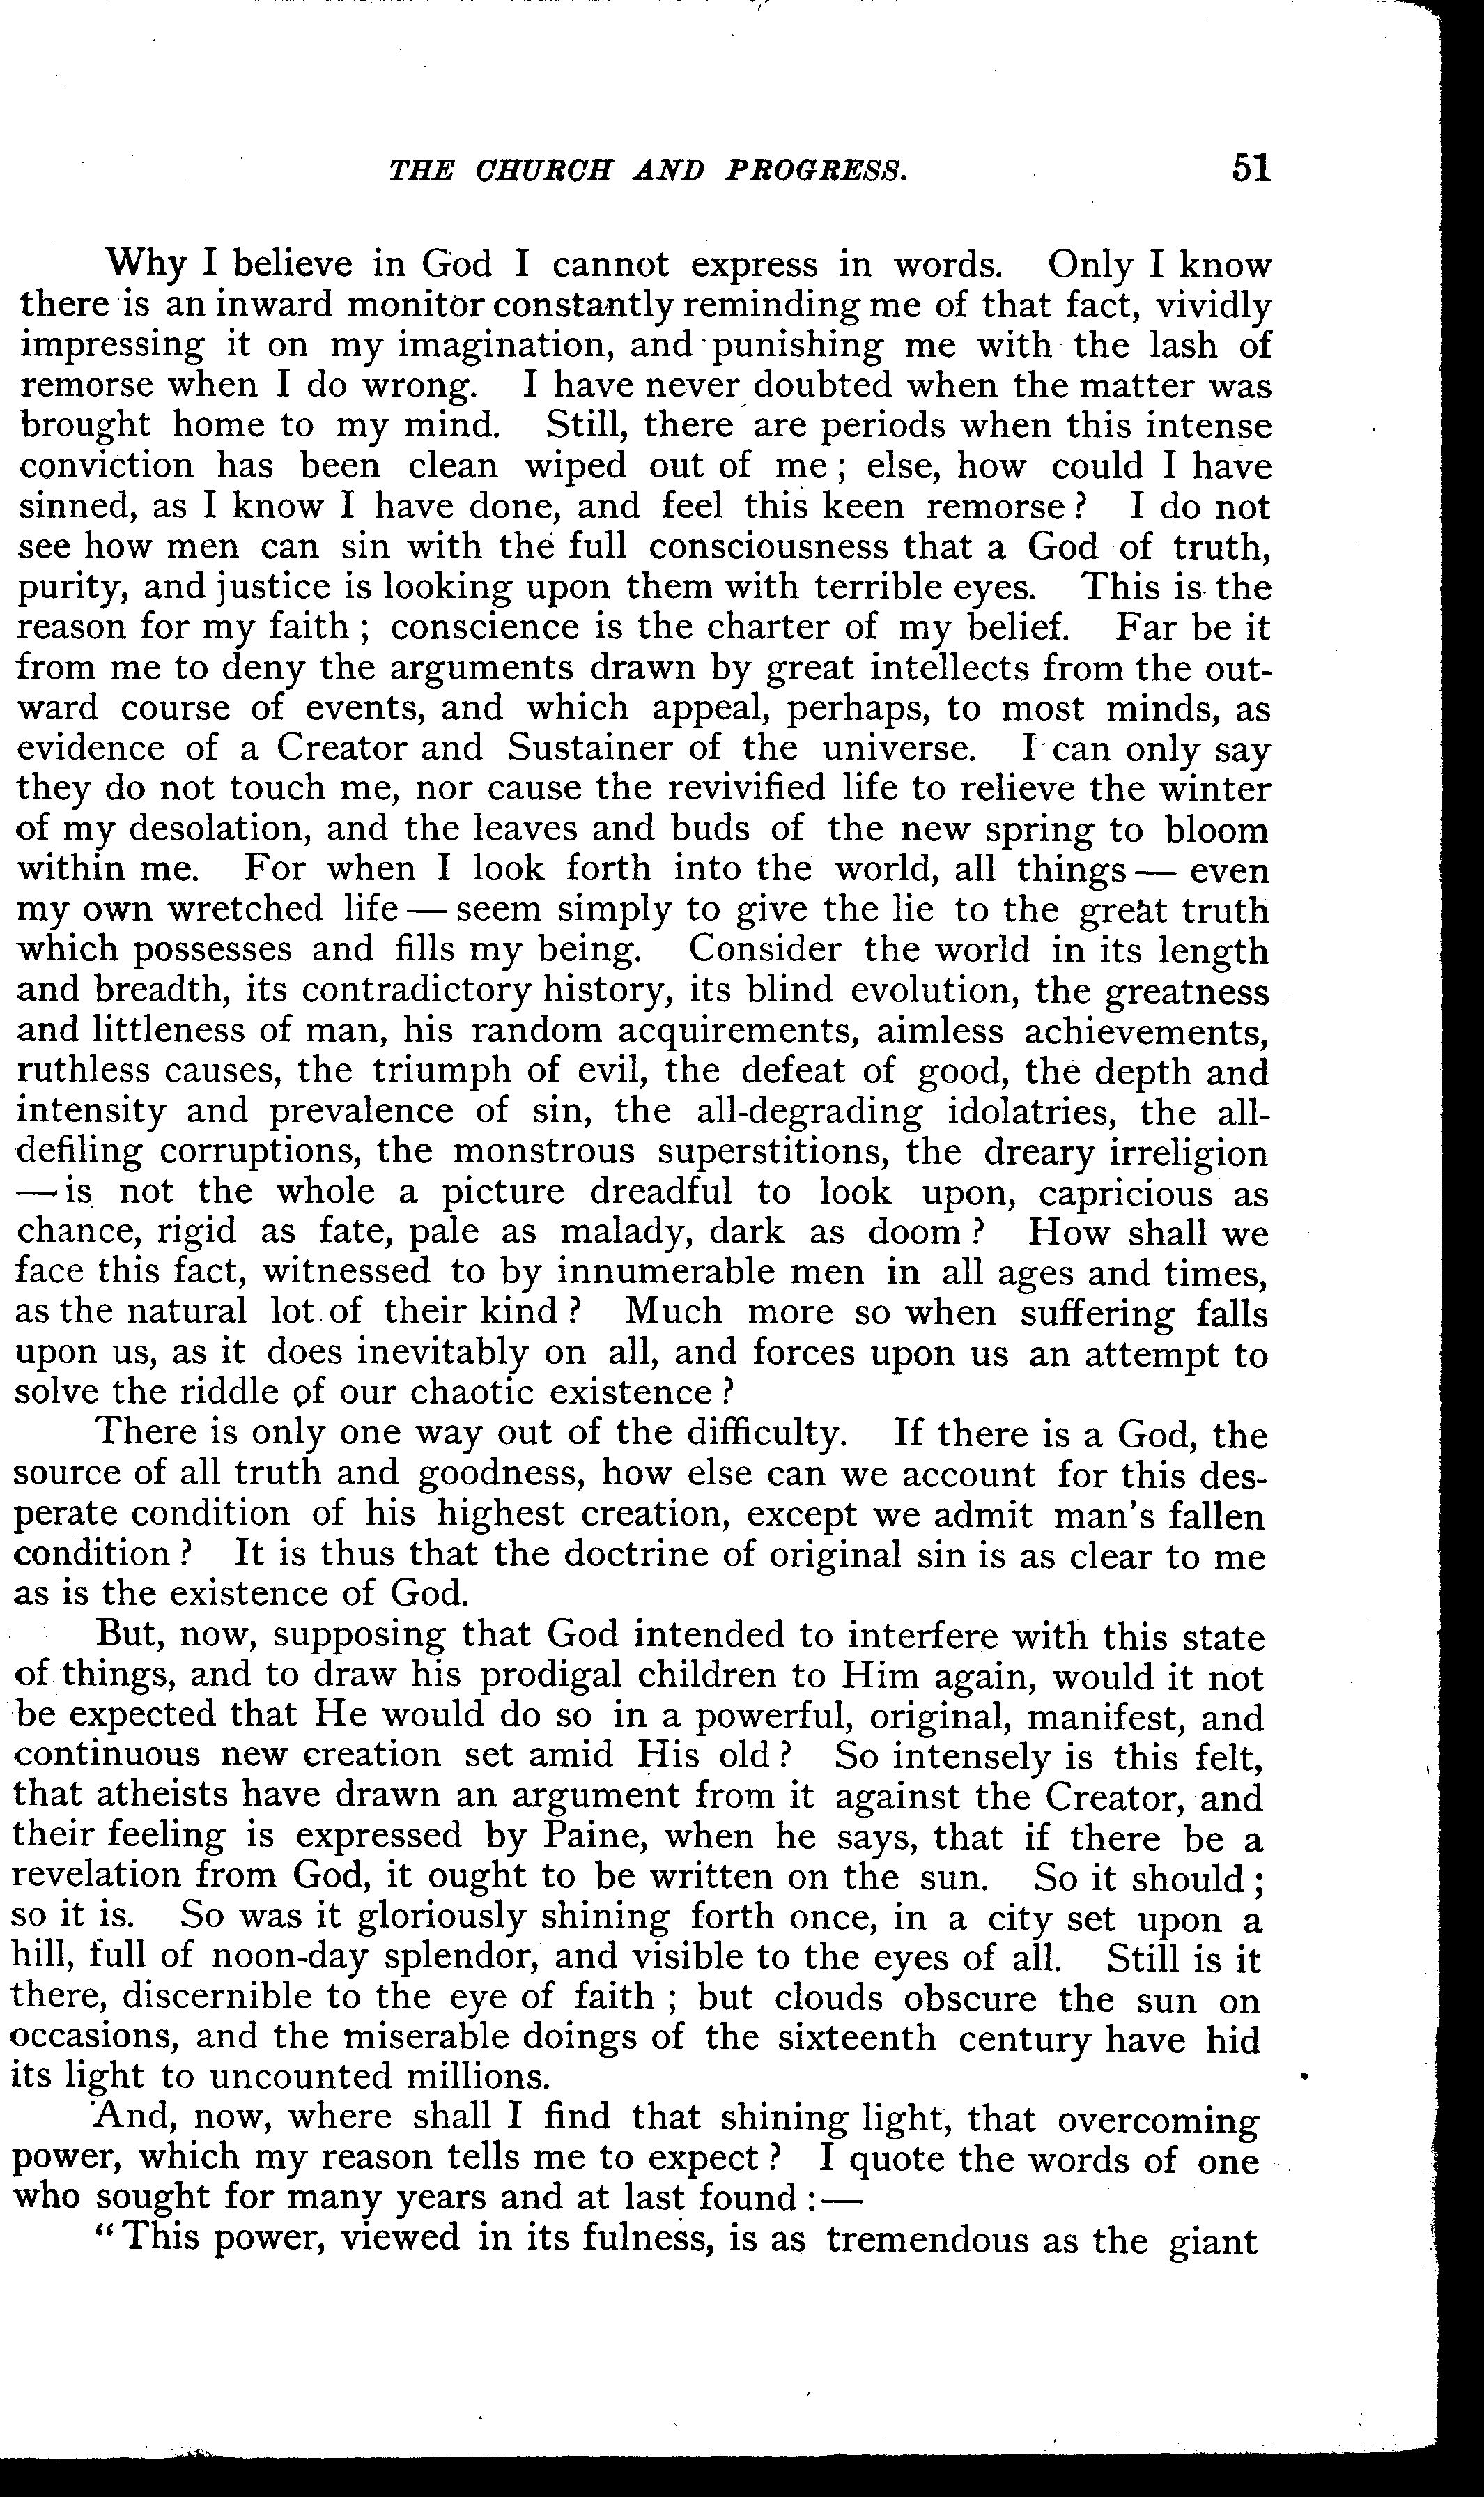 THE CHURCH AND PROGRESS. 51
Why I believe in God I cannot express in words. Only I know
there is an inward monitor constantly reminding me of that fact, vividly
impressing it on my imagination, and punishing me with the lash of
remorse when I do wrong. I have never doubted when the matter was
brought home to my mind. Still, there are periods when this intense
conviction has been clean wiped out of me; else, how could I have
sinned, as I know I have done, and feel this keen remorse? I do not
see how men can sin with the full consciousness that a God of truth,
purity, and justice is looking upon them with terrible eyes. This is the
reason for my faith; conscience is the charter of my belief. Far be it
from me to deny the arguments drawn by great intellects from the out-
ward course of events, and which appeal, perhaps, to most minds, as
evidence of a Creator and Sustainer of the universe. I can only say
they do not touch me, nor cause the revivified life to relieve the winter
of my desolation, and the leaves and buds of the new spring to bloom
within me. For when I look forth into the world, all things — even
my own wretched life — seem simply to give the lie to the great truth
which possesses and fills my being. Consider the world in its length
and breadth, its contradictory history, its blind evolution, the greatness
and littleness of man, his random acquirements, aimless achievements,
ruthless causes, the triumph of evil, the defeat of good, the depth and
intensity and prevalence of sin, the all-degrading idolatries, the all-
defiling corruptions, the monstrous superstitions, the dreary irreligion
— is not the whole a picture dreadful to look upon, capricious as
chance, rigid as fate, pale as malady, dark as doom? How shall we
face this fact, witnessed to by innumerable men in all ages and times,
as the natural lot of their kind? Much more so when suffering falls
upon us, as it does inevitably on all, and forces upon us an attempt to
solve the riddle of our chaotic existence?
There is only one way out of the difficulty. If there is a God, the
source of all truth and goodness, how else can we account for this des-
perate condition of his highest creation, except we admit man's fallen
condition? It is thus that the doctrine of original sin is as clear to me
as is the existence of God.
But, now, supposing that God intended to interfere with this state
of things, and to draw his prodigal children to Him again, would it not
be expected that He would do so in a powerful, original, manifest, and
continuous new creation set amid His old? So intensely is this felt,
that atheists have drawn an argument from it against the Creator, and
their feeling is expressed by Paine, when he says, that if there be a
revelation from God, it ought to be written on the sun. So it should;
so it is. So was it gloriously shining forth once, in a city set upon a
hill, full of noon-day splendor, and visible to the eyes of all. Still is it
there, discernible to the eye of faith; but clouds obscure the sun on
occasions, and the miserable doings of the sixteenth century have hid
its light to uncounted millions.
And, now, where shall I find that shining light, that overcoming
power, which my reason tells me to expect? I quote the words of one
who sought for many years and at last found:—
"This power, viewed in its fulness, is as tremendous as the giant